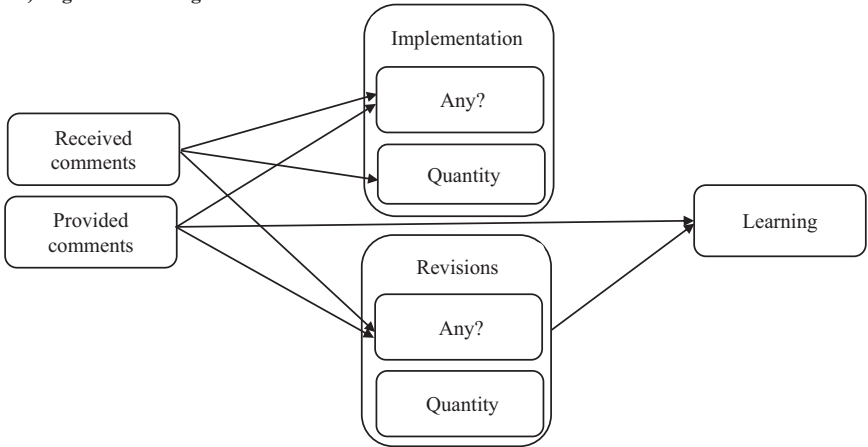 Implementation
Any?
Quantity
Received
comments
Provided
comments
Revisions
Any?
Quantity
Learning